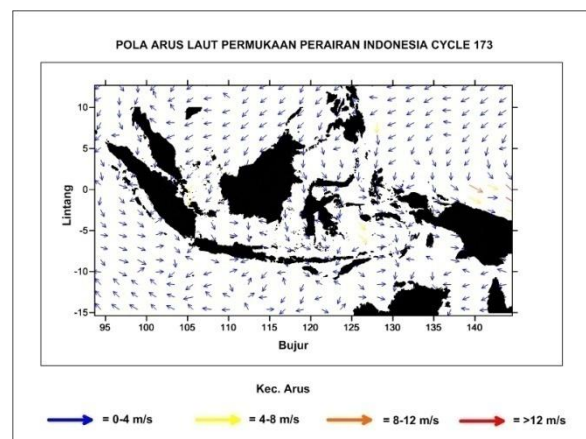 POLA ARUS LAUT PERMUKAAN PERAIRAN INDONESIA CYCLE 173
10
5
0
-5
-10
-15
Lintang
95 100 105 110 115 120 125 130 135 140
Bujur
Kec. Arus
= 0-4 m/s = 4-8 m/s = 8-12 m/s = >12 m/s